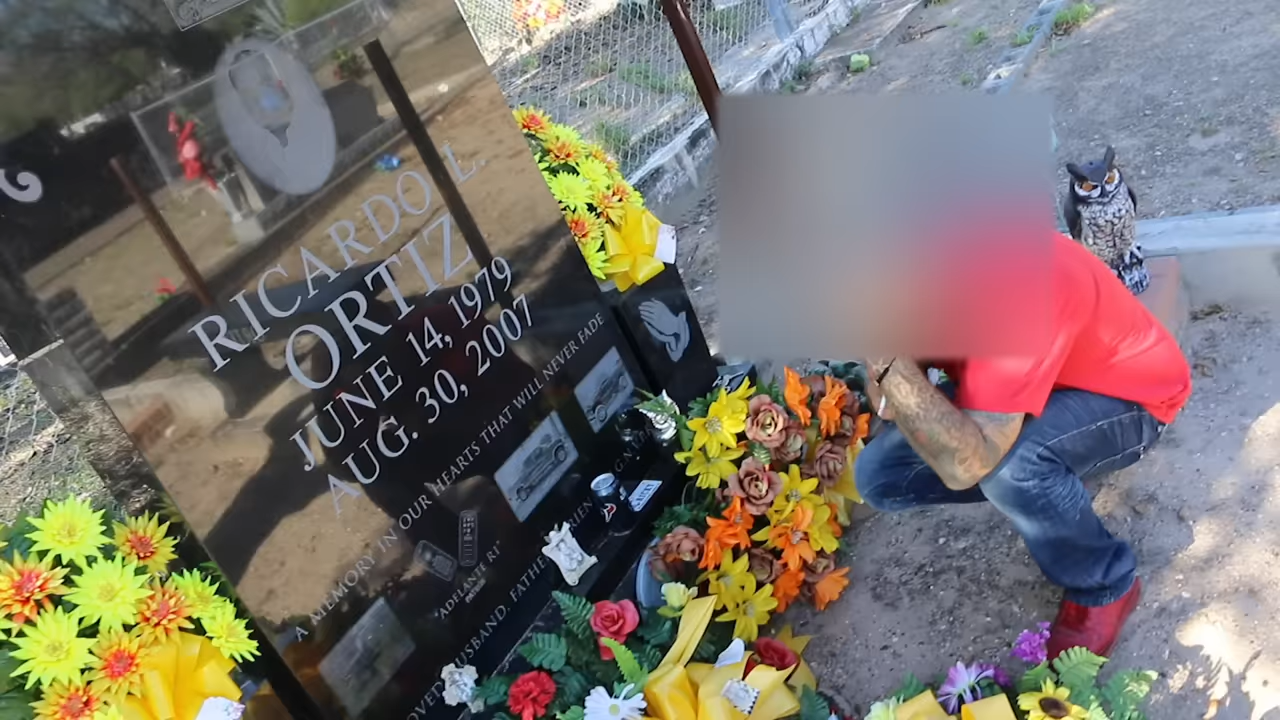 RICARDO L.
ORTIZ
JUNE 14, 1979
AUG. 30, 2007
A MEMORY IN OUR HEARTS THAT WILL NEVER FADE
"ADELANTE RI"
HUSBAND, FATHER